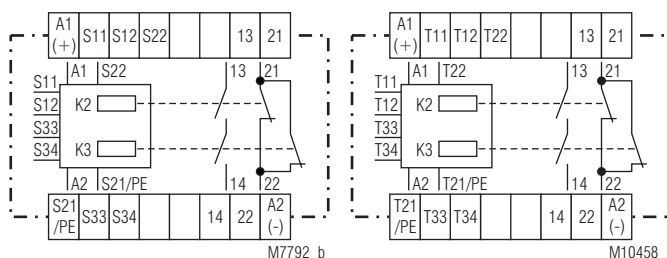 A1 (+) S11 S12 S22 13 21
A1 S22 13 21
S11
S12
S33
S34
K2
K3
A2 S21/PE 14 22
S21 /PE S33 S34 14 22 A2 (-)
M7792_b
A1 (+) T11 T12 T22 13 21
A1 T22 13 21
T11
T12
T33
T34
K2
K3
A2 T21/PE 14 22
T21 /PE T33 T34 14 22 A2 (-)
M10458